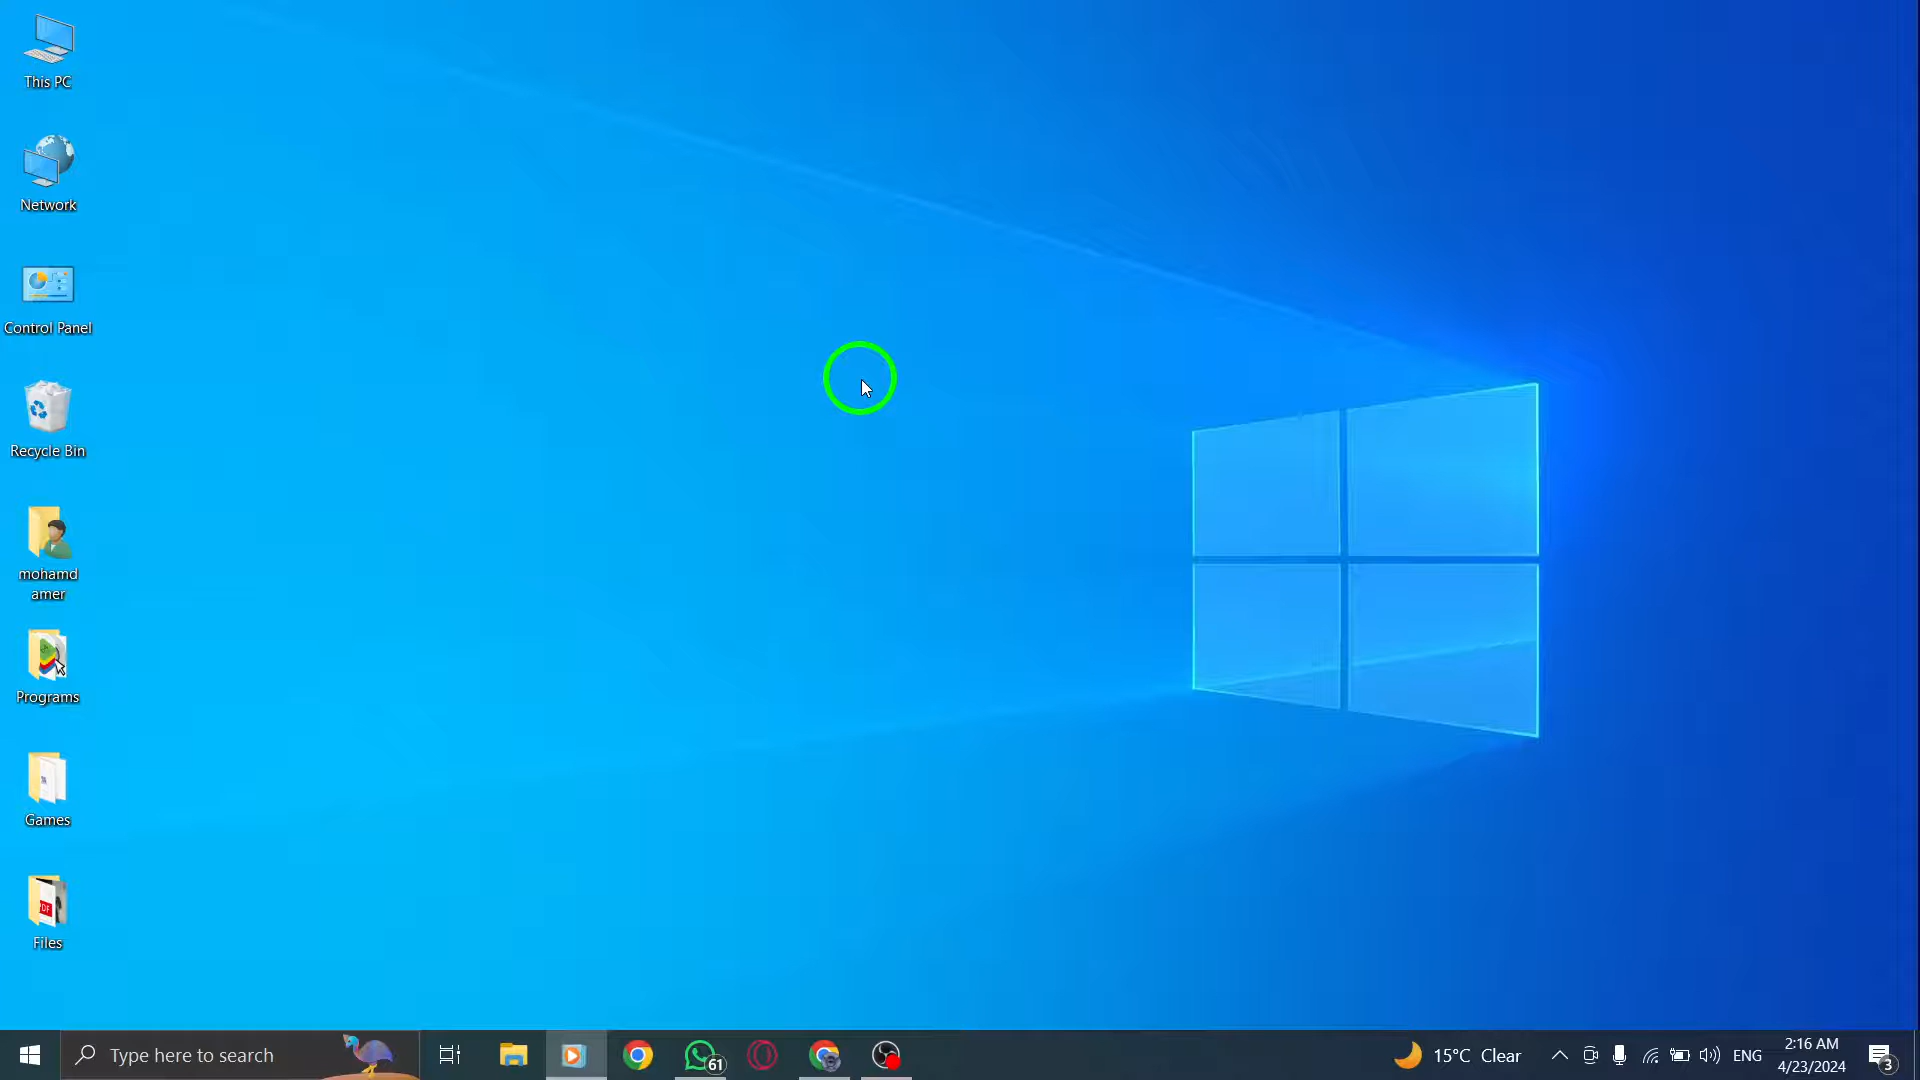 This PC
Network
Control Panel
Recycle Bin
mohamd
amer
Programs
Games
PDF
Files
Type here to search
61
15°C Clear
ENG
2:16 AM
4/23/2024
3